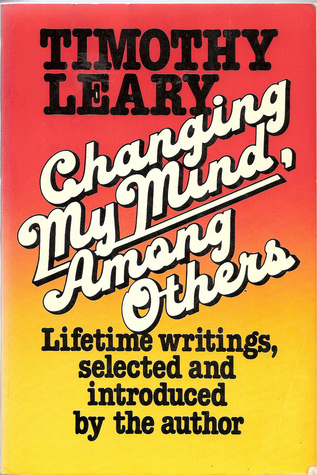 TIMOTHY
LEARY
Changing
My Mind,
Among
Others
Lifetime writings,
selected and
introduced
by the author